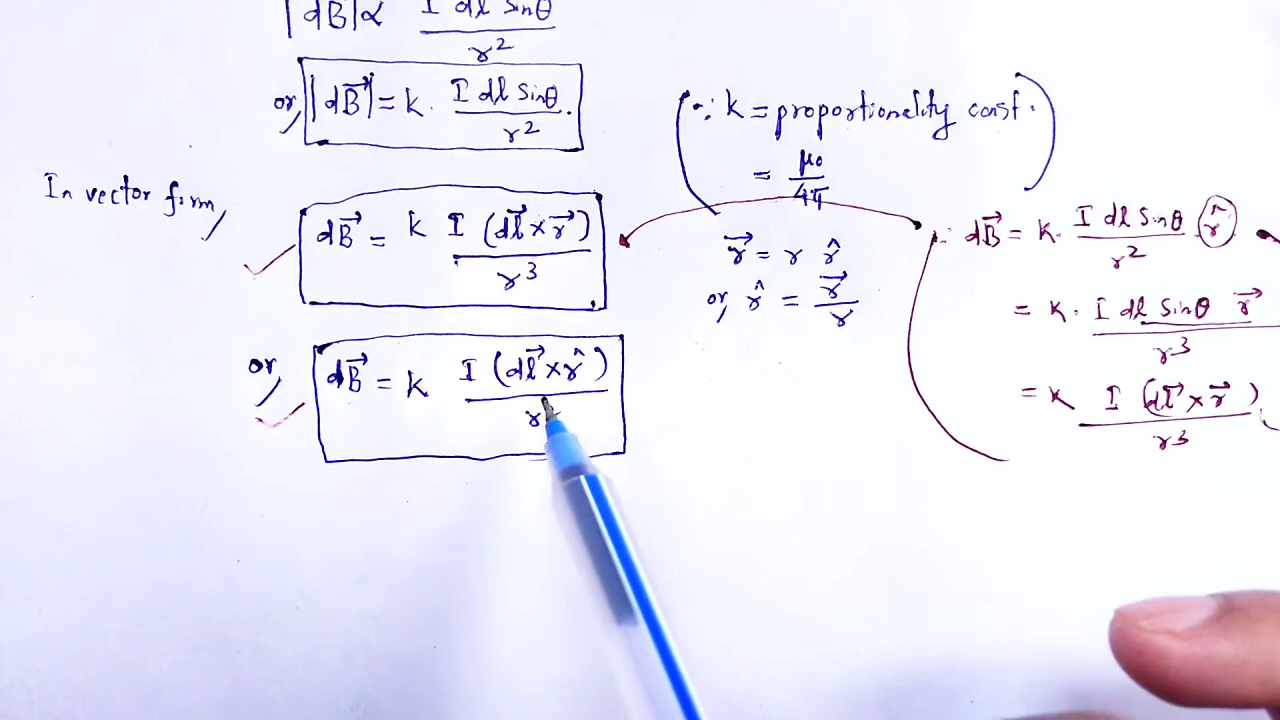 |dB| ∝ I dl sinθ / r²
or, |dB⃗| = k · I dl sinθ / r² .
(∵ k = proportionality const.
= μ₀ / 4π )
In vector form,
dB⃗ = k I (dl⃗ × r⃗) / r³
r⃗ = r r̂
or, r̂ = r⃗ / r
or, dB⃗ = k I (dl⃗ × r̂) / r
∵ dB⃗ = k · I dl sinθ / r² · r̂
= k · I dl sinθ r⃗ / r³
= k I (dl⃗ × r⃗) / r³